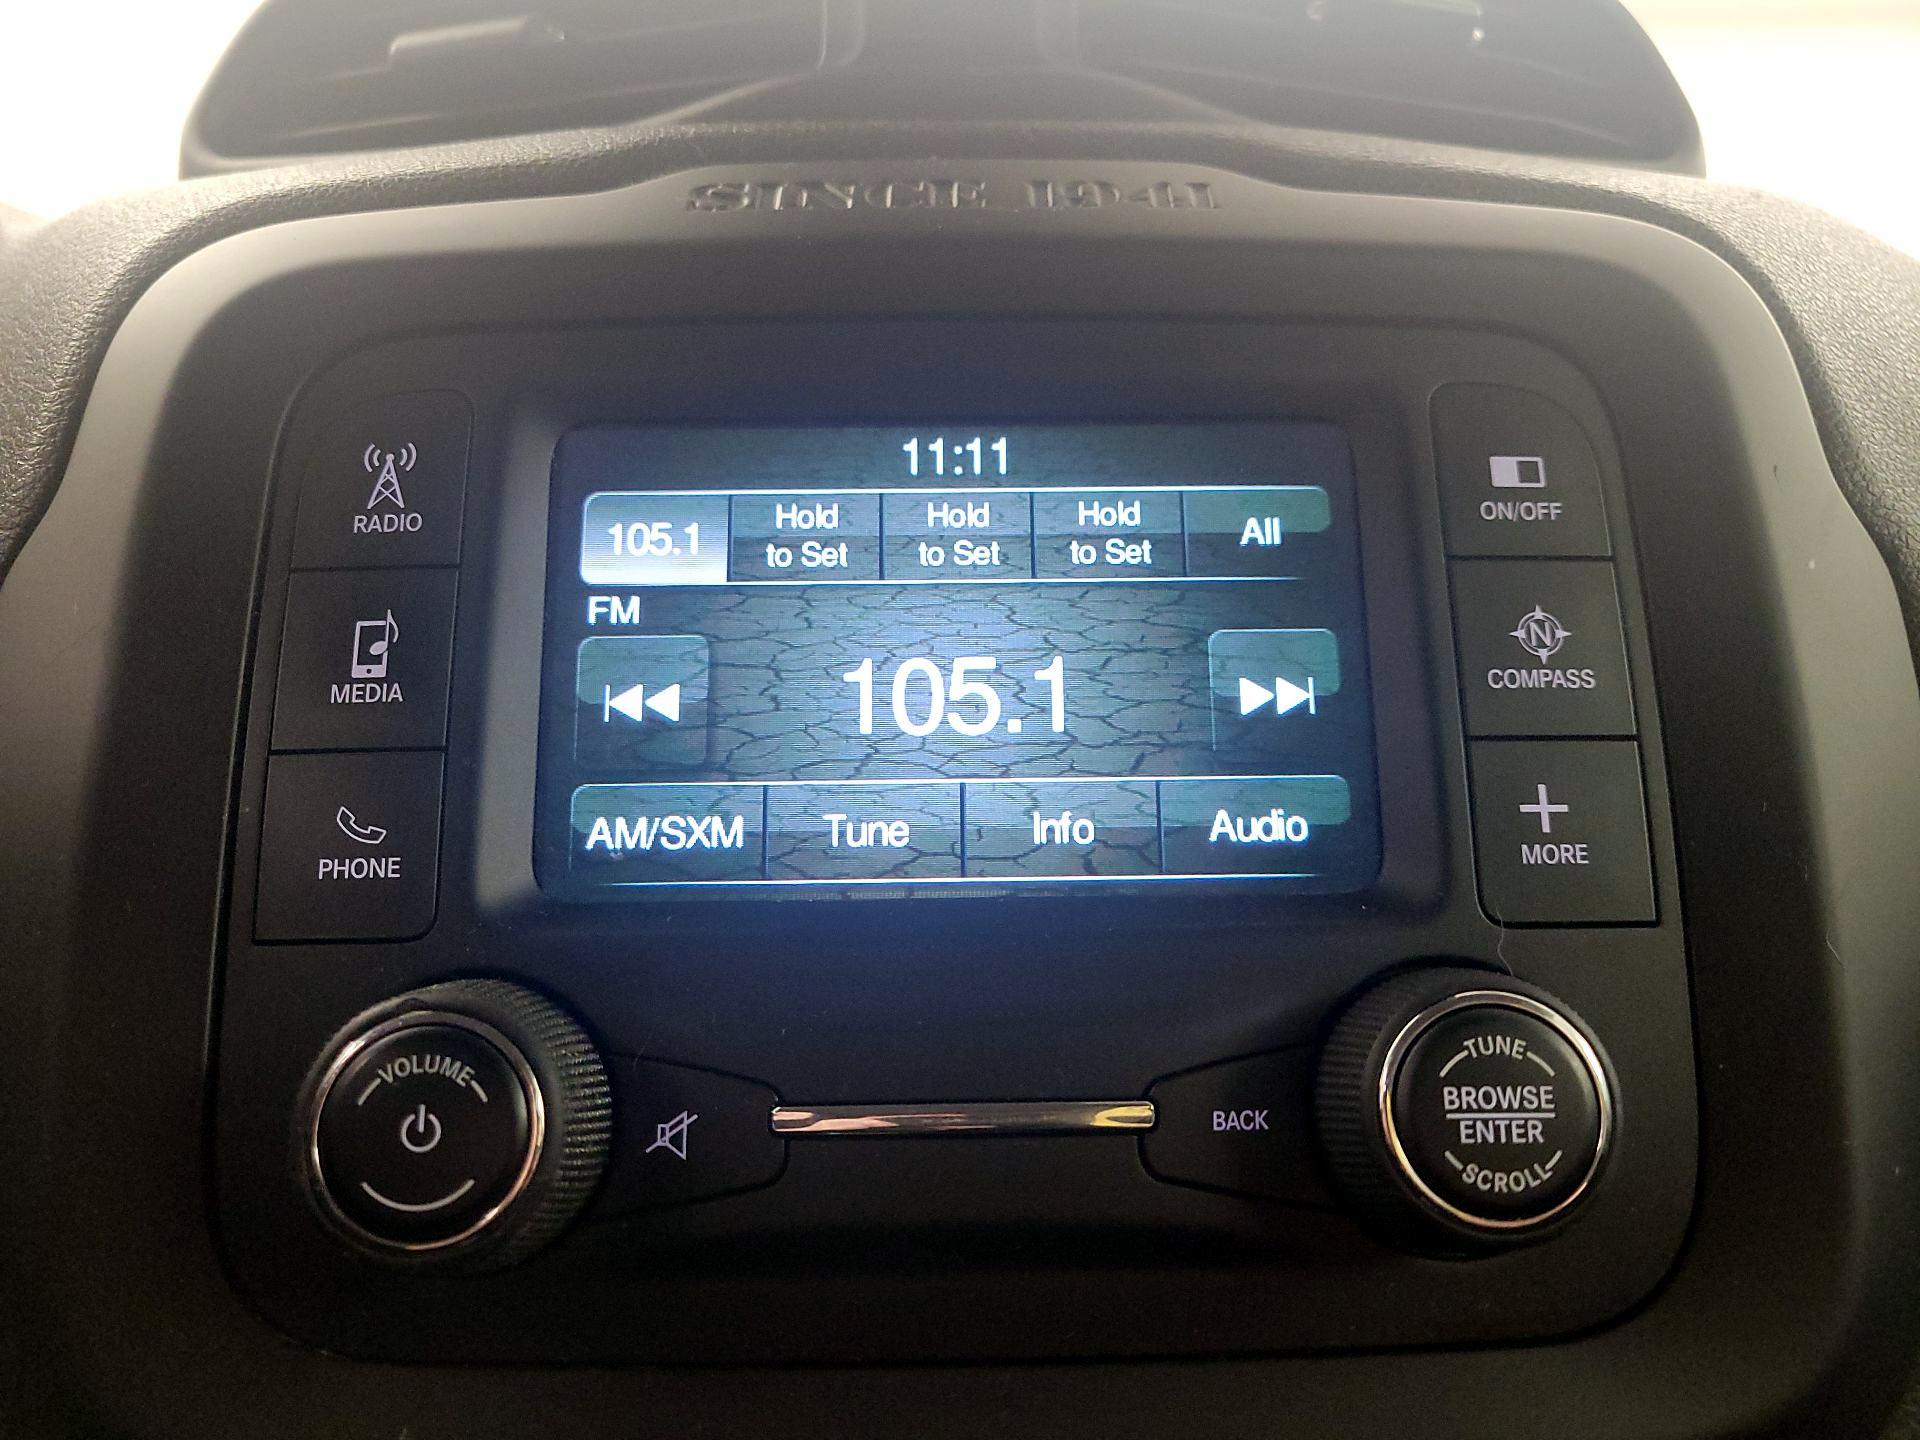 SINCE 1941
11:11
105.1
Hold
to Set
Hold
to Set
Hold
to Set
All
FM
105.1
AM/SXM
Tune
Info
Audio
RADIO
MEDIA
PHONE
ON/OFF
N
COMPASS
MORE
VOLUME
BACK
TUNE
BROWSE
ENTER
SCROLL